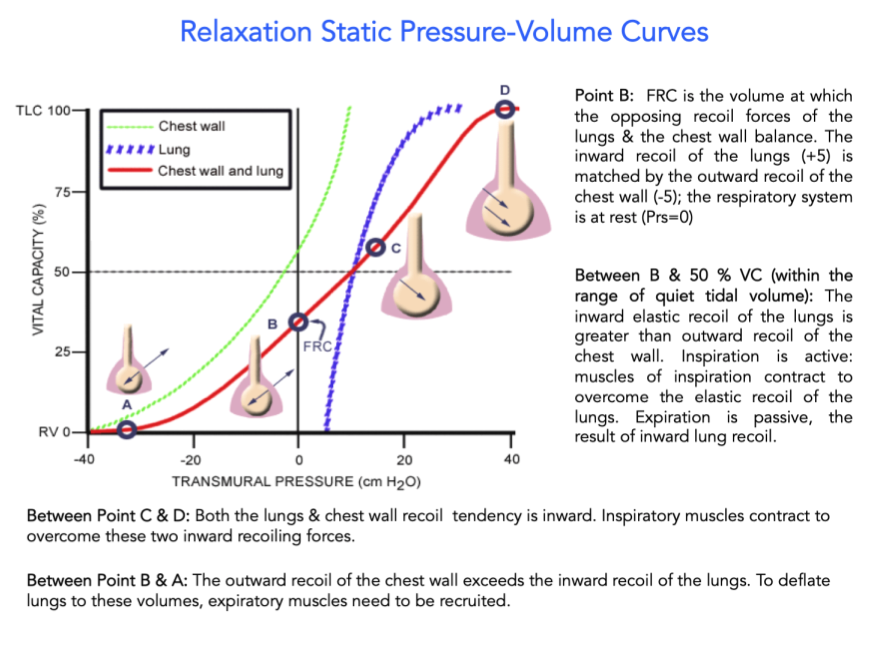 Relaxation Static Pressure-Volume Curves
TLC 100
75
50
25
RV 0
VITAL CAPACITY (%)
Chest wall
Lung
Chest wall and lung
A
B
FRC
C
D
-40
-20
0
20
40
TRANSMURAL PRESSURE (cm H2O)
Point B: FRC is the volume at which
the opposing recoil forces of the
lungs & the chest wall balance. The
inward recoil of the lungs (+5) is
matched by the outward recoil of the
chest wall (-5); the respiratory system
is at rest (Prs=0)
Between B & 50 % VC (within the
range of quiet tidal volume): The
inward elastic recoil of the lungs is
greater than outward recoil of the
chest wall. Inspiration is active:
muscles of inspiration contract to
overcome the elastic recoil of the
lungs. Expiration is passive, the
result of inward lung recoil.
Between Point C & D: Both the lungs & chest wall recoil tendency is inward. Inspiratory muscles contract to
overcome these two inward recoiling forces.
Between Point B & A: The outward recoil of the chest wall exceeds the inward recoil of the lungs. To deflate
lungs to these volumes, expiratory muscles need to be recruited.